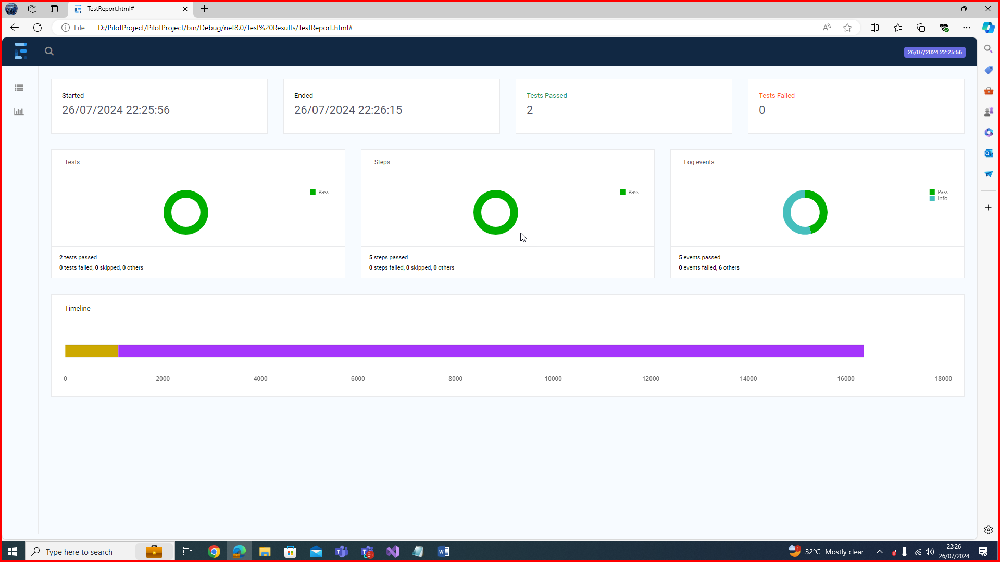 TestReport.html#
File
D:/PilotProject/PilotProject/bin/Debug/net8.0/Test%20Results/TestReport.html#
26/07/2024 22:25:56
Started
26/07/2024 22:25:56
Ended
26/07/2024 22:26:15
Tests Passed
2
Tests Failed
0
Tests
Pass
2 tests passed
0 tests failed, 0 skipped, 0 others
Steps
Pass
5 steps passed
0 steps failed, 0 skipped, 0 others
Log events
Pass
Info
5 events passed
0 events failed, 6 others
Timeline
0 2000 4000 6000 8000 10000 12000 14000 16000 18000
Type here to search
9+
1
32°C Mostly clear
22:26
26/07/2024